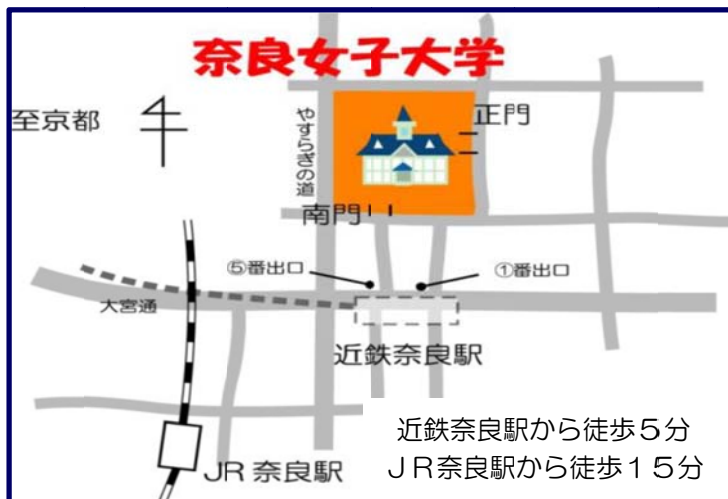 奈良女子大学
至京都
正門
やすらぎの道
南門
⑤番出口
①番出口
大宮通
近鉄奈良駅
近鉄奈良駅から徒歩５分
JR奈良駅
ＪＲ奈良駅から徒歩１５分